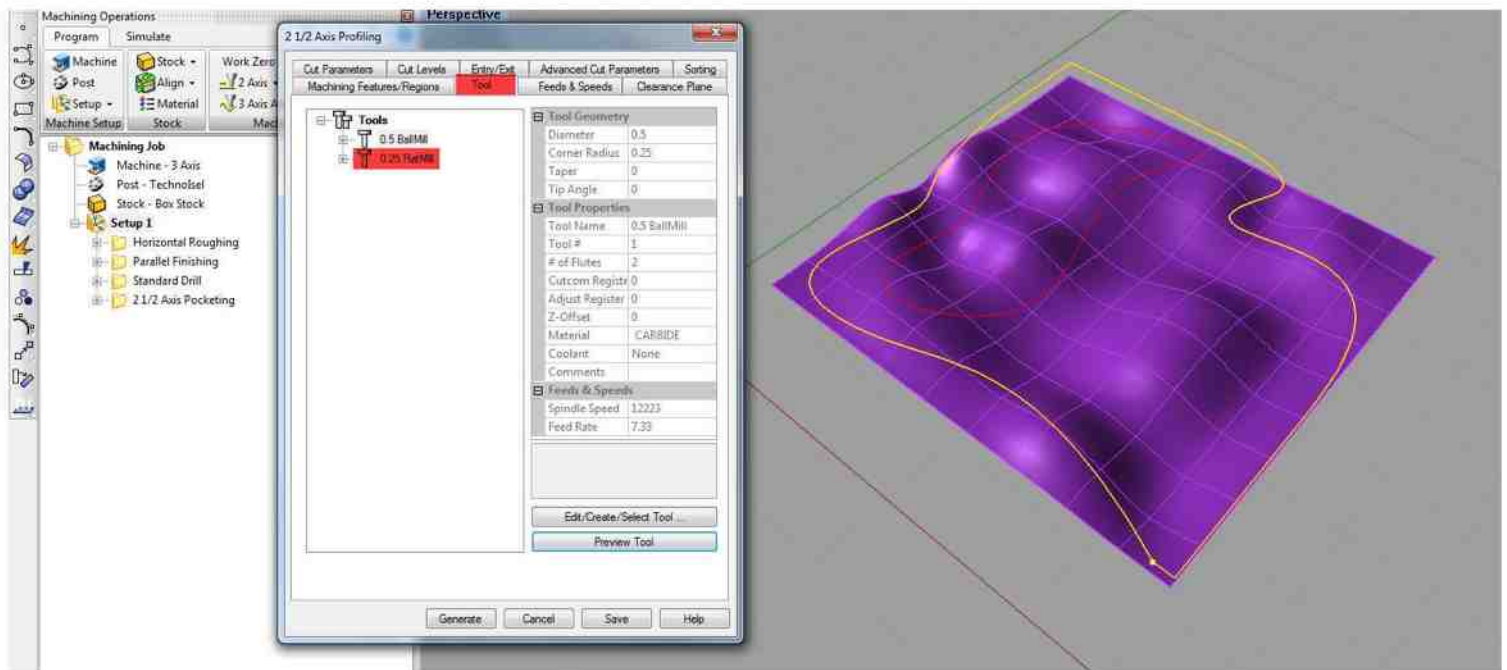 Machining Operations
Perspective
Program Simulate
Machine Stock Work Zero
Post Align 2 Axis
Setup Material 3 Axis A
Machine Setup Stock
Machining Job
Machine - 3 Axis
Post - TechnoIsel
Stock - Box Stock
Setup 1
Horizontal Roughing
Parallel Finishing
Standard Drill
2 1/2 Axis Pocketing
2 1/2 Axis Profiling
Cut Parameters Cut Levels Entry/Exit Advanced Cut Parameters Sorting
Machining Features/Regions Tool Feeds & Speeds Clearance Plane
Tools
0.5 BallMill
0.25 FlatMill
Tool Geometry
Diameter 0.5
Corner Radius 0.25
Taper 0
Tip Angle 0
Tool Properties
Tool Name 0.5 BallMill
Tool # 1
# of Flutes 2
Cutcom Registe 0
Adjust Register 0
Z-Offset 0
Material CARBIDE
Coolant None
Comments
Feeds & Speeds
Spindle Speed 12223
Feed Rate 7.33
Edit/Create/Select Tool ...
Preview Tool
Generate Cancel Save Help